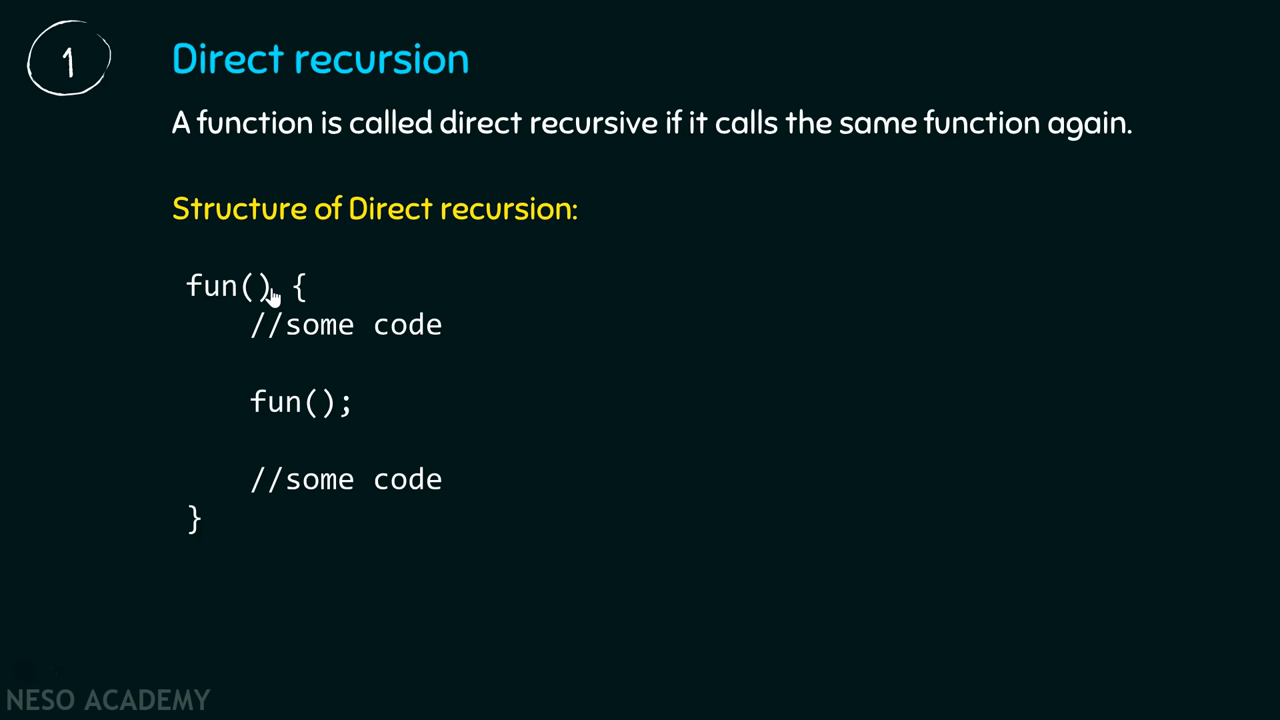 1
Direct recursion
A function is called direct recursive if it calls the same function again.
Structure of Direct recursion:
fun() {
//some code
fun();
//some code
}
NESO ACADEMY